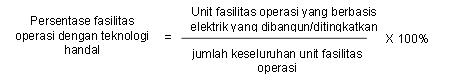 Persentase fasilitas
operasi dengan teknologi
handal
=
Unit fasilitas operasi yang berbasis
elektrik yang dibangun/ditingkatkan
jumlah keseluruhan unit fasilitas
operasi
X 100%